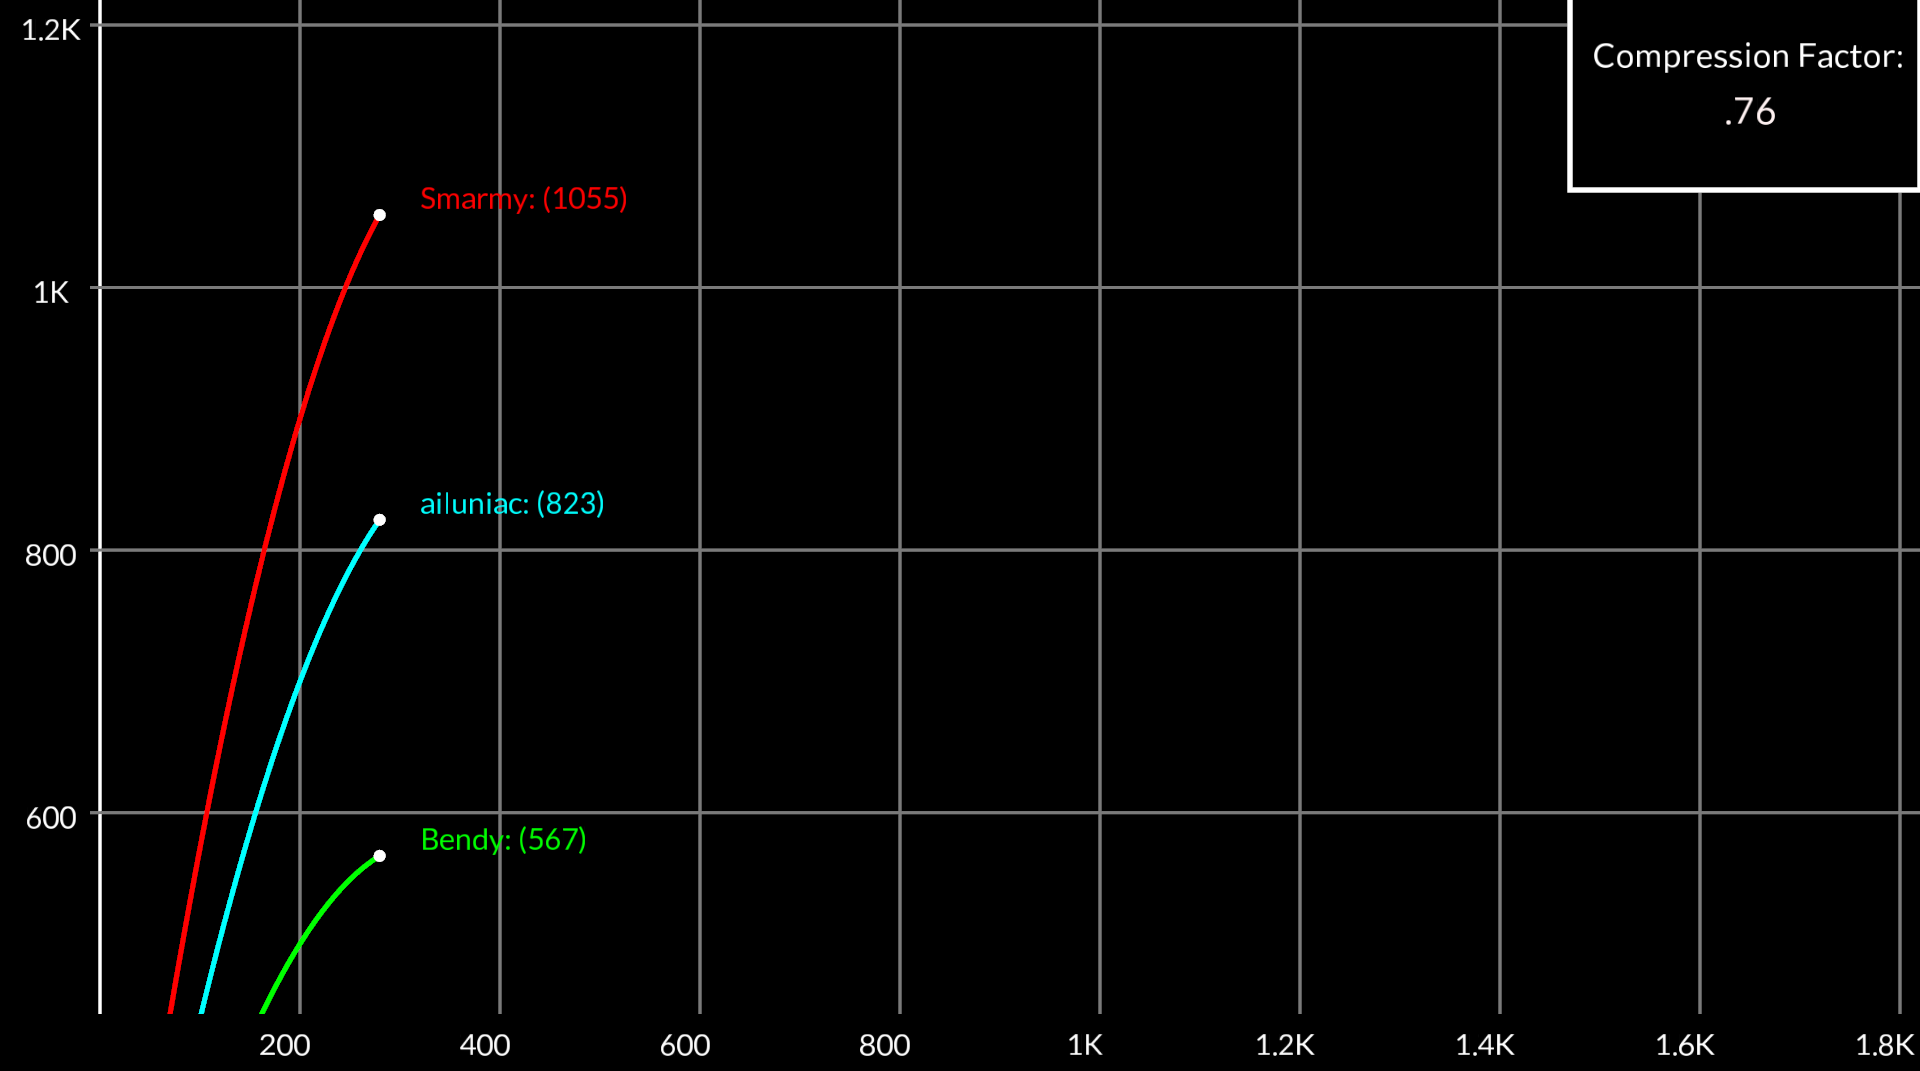 1.2K
Compression Factor:
.76
Smarmy: (1055)
1K
ailuniac: (823)
800
600
Bendy: (567)
200 400 600 800 1K 1.2K 1.4K 1.6K 1.8K